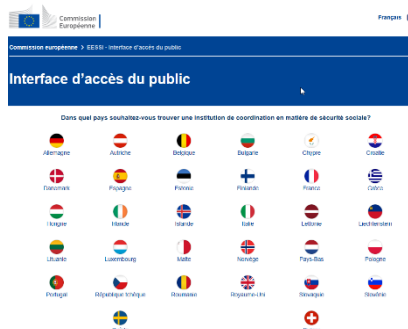 Commission
Européenne
Français
Commission européenne > EESSI - Interface d'accès du public
Interface d'accès du public
Dans quel pays souhaitez-vous trouver une institution de coordination en matière de sécurité sociale?
Allemagne Autriche Belgique Bulgarie Chypre Croatie
Danemark Espagne Estonie Finlande France Grèce
Hongrie Irlande Islande Italie Lettonie Liechtenstein
Lituanie Luxembourg Malte Norvège Pays-Bas Pologne
Portugal République tchèque Roumanie Royaume-Uni Slovaquie Slovénie